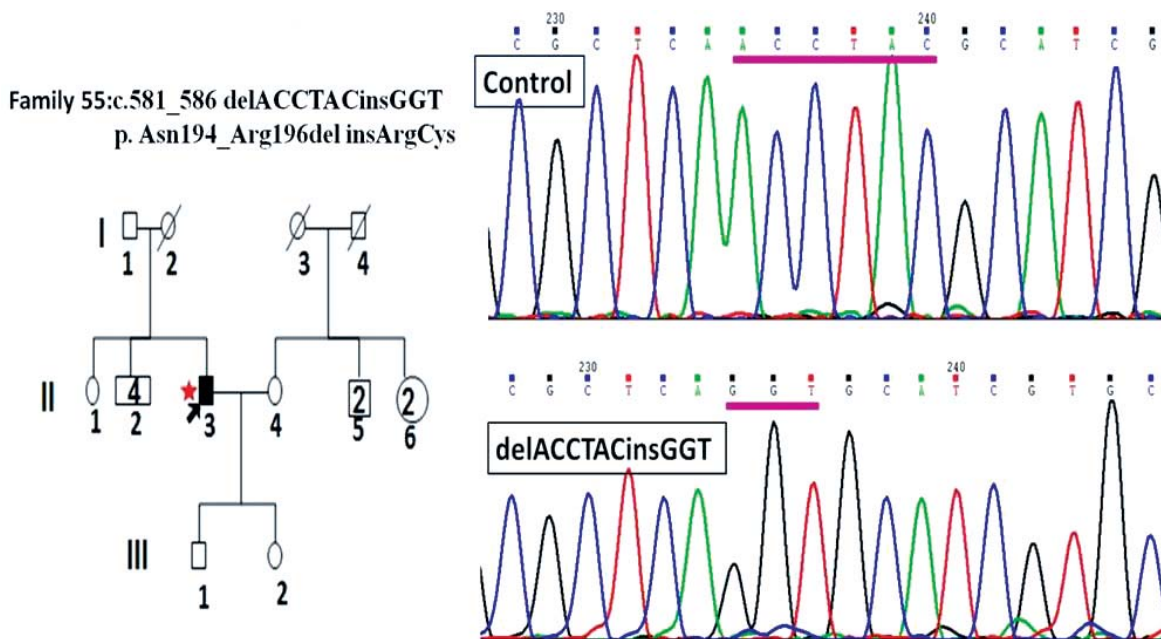 Family 55:c.581_586 delACCTACinsGGT
p. Asn194_Arg196del insArgCys
I
1 2 3 4
II
4 2 2
1 2 3 4 5 6
III
1 2
230 240
C G C T C A A C C T A C G C A T C G
Control
230 240
C G C T C A G G T G C A T C G T G C
delACCTACinsGGT